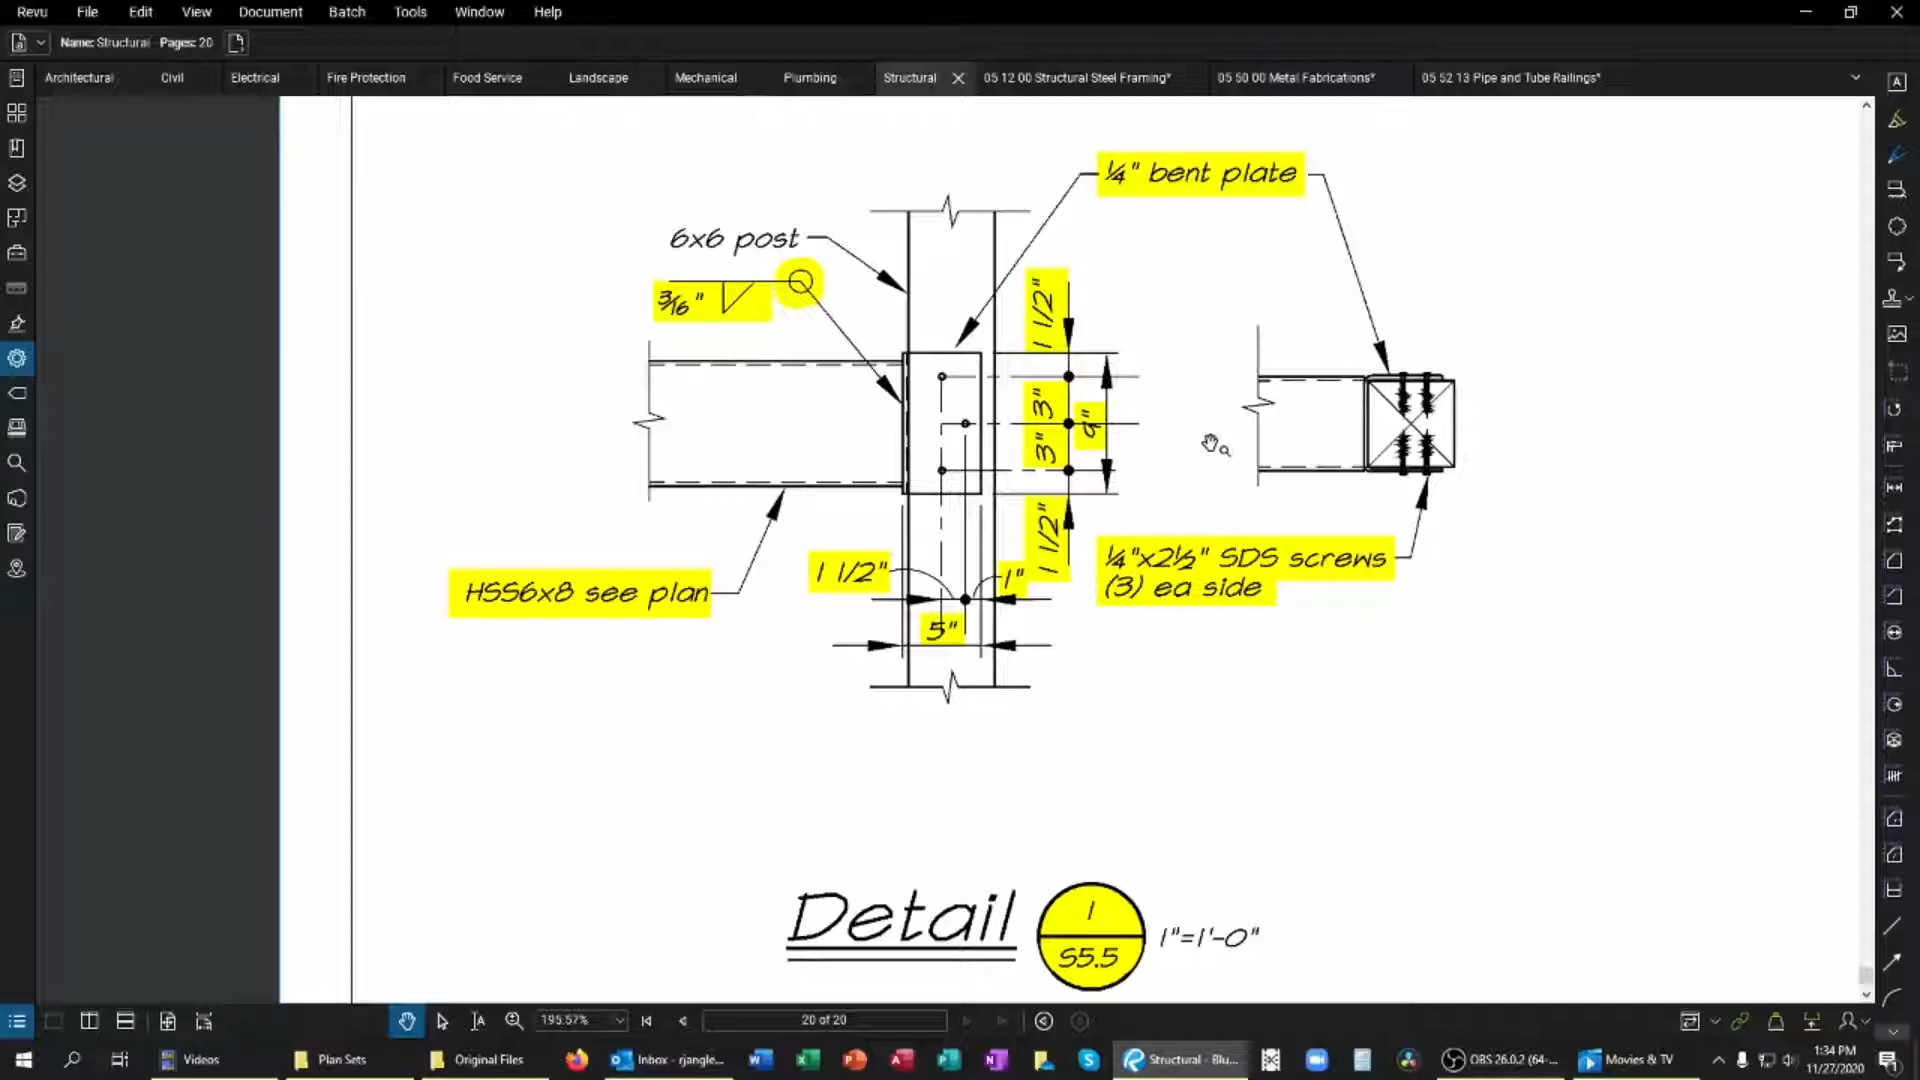 Revu File Edit View Document Batch Tools Window Help
Name: Structural Pages: 20
Architectural Civil Electrical Fire Protection Food Service Landscape Mechanical Plumbing Structural 05 12 00 Structural Steel Framing* 05 50 00 Metal Fabrications* 05 52 13 Pipe and Tube Railings*
¼" bent plate
6x6 post
3/16"
1 1/2"
3"
3"
9"
1 1/2"
HSS6x8 see plan
1 1/2"
1"
5"
¼"x2½" SDS screws
(3) ea side
Detail
1
S5.5
1"=1'-0"
195.57%
20 of 20
Videos Plan Sets Original Files Inbox - rjangle... Structural - Blu... OBS 26.0.2 (64-... Movies & TV
1:34 PM
11/27/2020